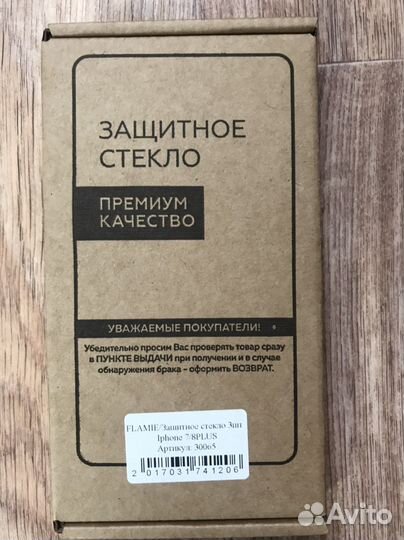 ЗАЩИТНОЕ
СТЕКЛО
ПРЕМИУМ
КАЧЕСТВО
УВАЖАЕМЫЕ ПОКУПАТЕЛИ!
Убедительно просим Вас проверять товар сразу
в ПУНКТЕ ВЫДАЧИ при получении и в случае
обнаружения брака - оформить ВОЗВРАТ.
FLAMIE/Защитное стекло 3шт
Iphone 7/8PLUS
Артикул: 30065
2017031741206
Avito